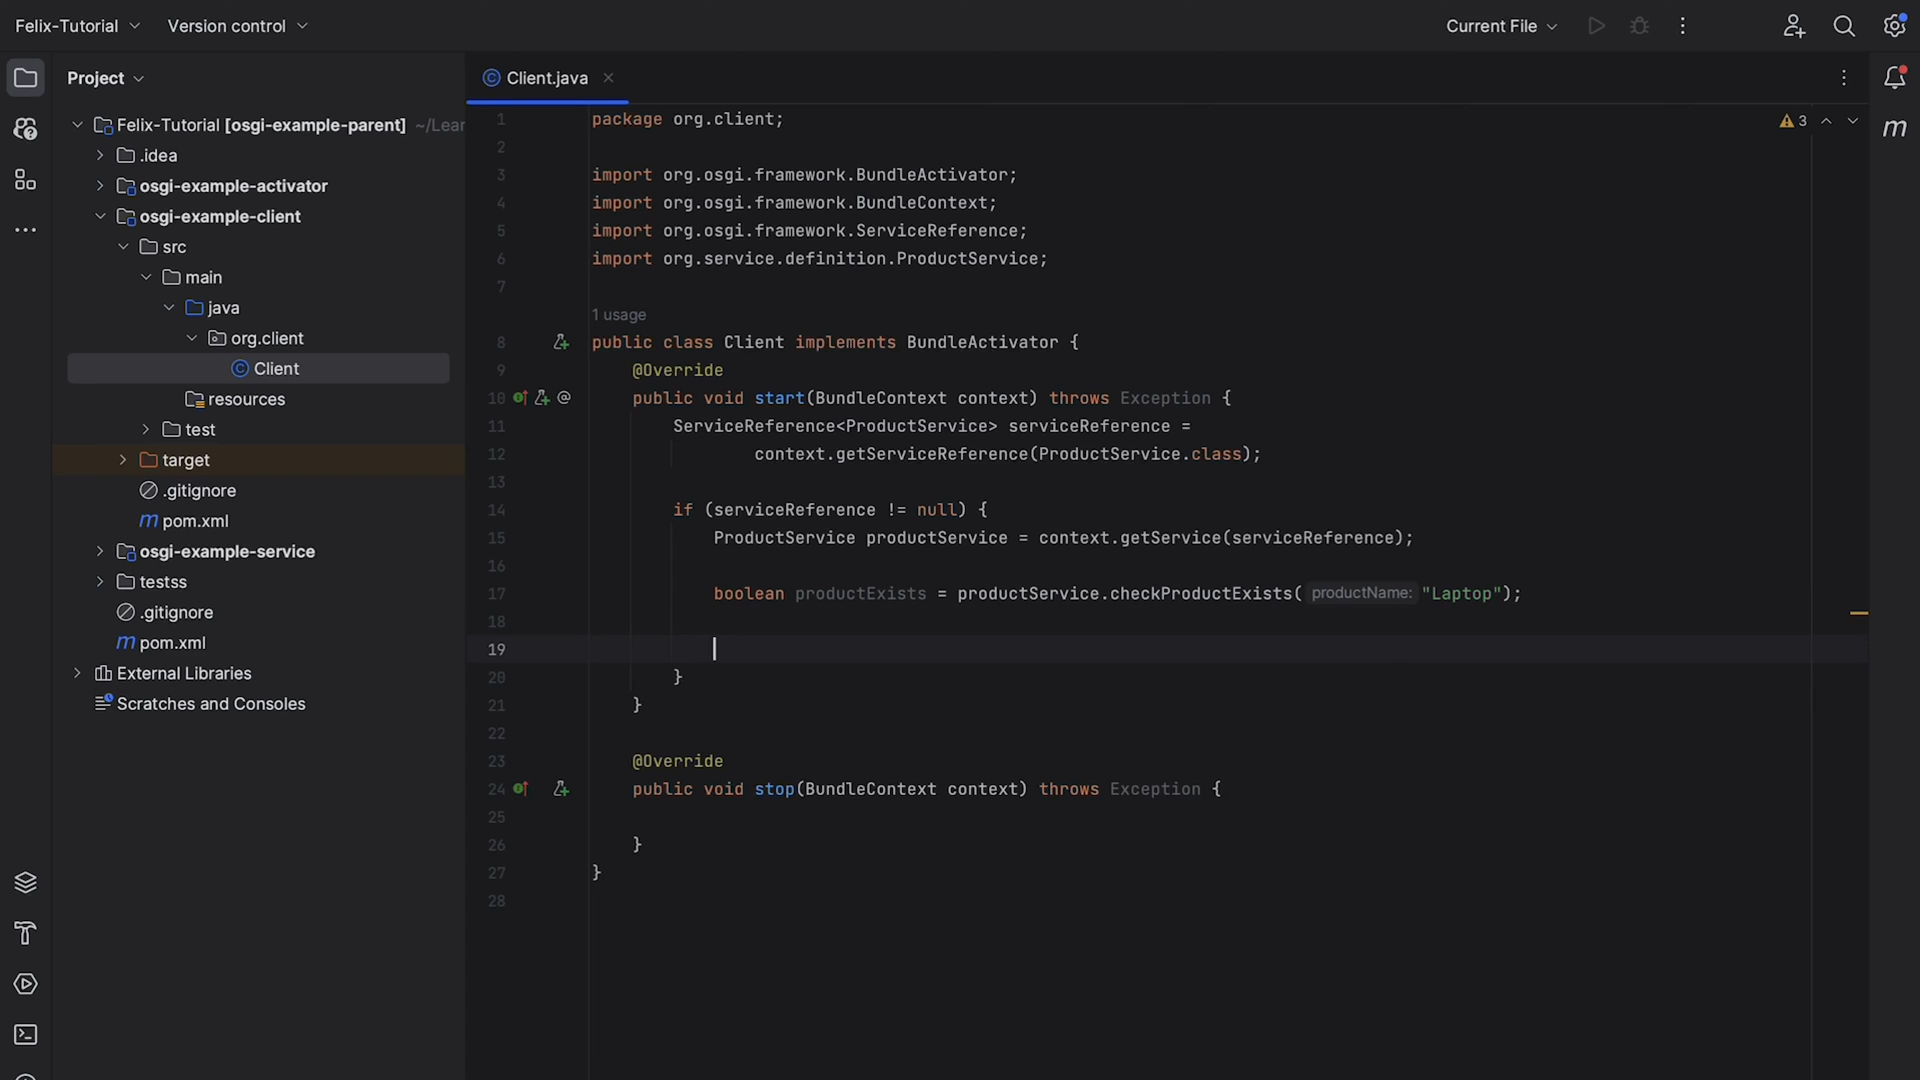 Felix-Tutorial
Version control
Current File
Project
Client.java
Felix-Tutorial [osgi-example-parent] ~/Lear
.idea
osgi-example-activator
osgi-example-client
src
main
java
org.client
Client
resources
test
target
.gitignore
pom.xml
osgi-example-service
testss
.gitignore
pom.xml
External Libraries
Scratches and Consoles
3
1 package org.client;
2
3 import org.osgi.framework.BundleActivator;
4 import org.osgi.framework.BundleContext;
5 import org.osgi.framework.ServiceReference;
6 import org.service.definition.ProductService;
7
1 usage
8 public class Client implements BundleActivator {
9 @Override
10 public void start(BundleContext context) throws Exception {
11 ServiceReference<ProductService> serviceReference =
12 context.getServiceReference(ProductService.class);
13
14 if (serviceReference != null) {
15 ProductService productService = context.getService(serviceReference);
16
17 boolean productExists = productService.checkProductExists( productName: "Laptop");
18
19
20 }
21 }
22
23 @Override
24 public void stop(BundleContext context) throws Exception {
25
26 }
27 }
28